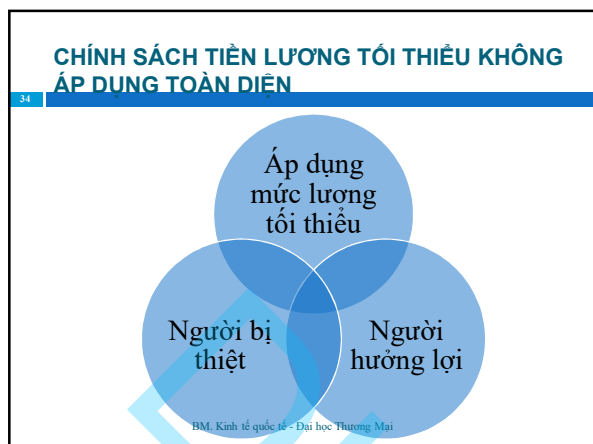 CHÍNH SÁCH TIỀN LƯƠNG TỐI THIỂU KHÔNG
ÁP DỤNG TOÀN DIỆN
34
Áp dụng
mức lương
tối thiểu
Người bị
thiệt
Người
hưởng lợi
BM. Kinh tế quốc tế - Đại học Thương Mại